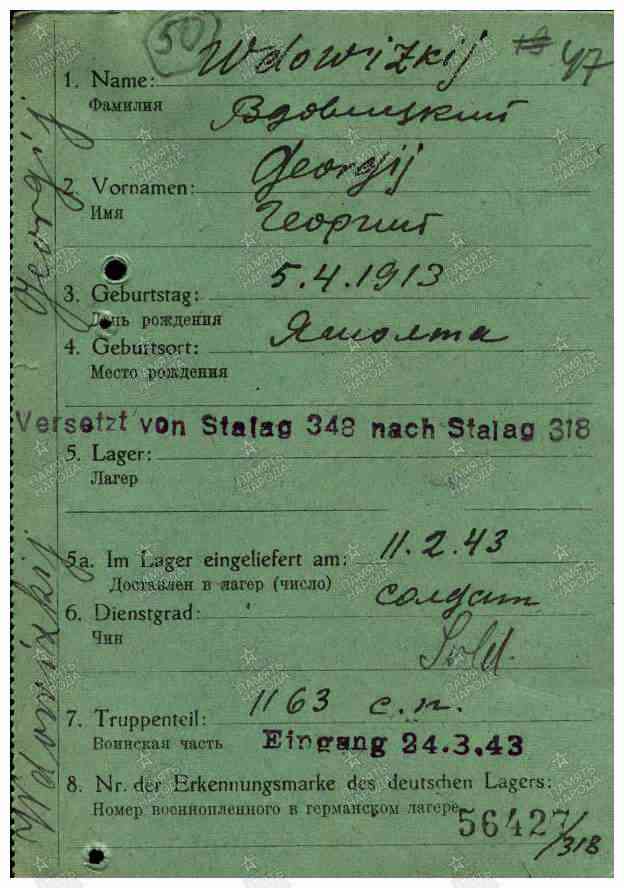 50
Wdowizkij 47
1. Name:
Фамилия
Вдовицкий
Georgij
2. Vornamen:
Имя
Георгий
5.4.1913
3. Geburtstag:
День рождения
Ямполта
4. Geburtsort:
Место рождения
Versetzt von Stalag 348 nach Stalag 318
5. Lager:
Лагер
5a. Im Lager eingeliefert am: 11.2.43
Доставлен в лагер (число)
солдат
6. Dienstgrad:
Чин
Sold.
7. Truppenteil: 1163 с.п.
Воинская часть Eingang 24.3.43
8. Nr. der Erkennungsmarke des deutschen Lagers:
Номер военнопленного в германском лагере
56427/318
Wdowizkij Georgij
ПАМЯТЬ НАРОДА